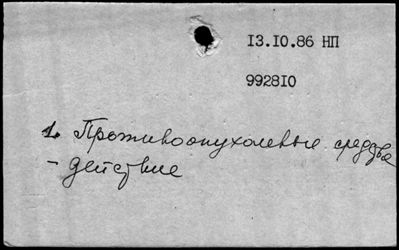 13.10.86 НП
992810
1. Противоопухолевые средства
- действие